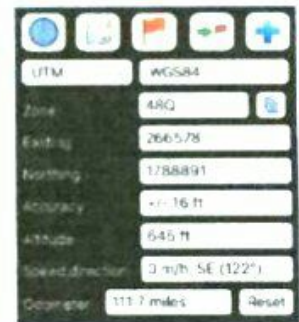 UTM WGS84
Zone 48Q
Easting 266578
Northing 1788891
Accuracy +/- 16 ft
Altitude 645 ft
Speed,direction 0 m/h, SE (122°)
Odometer 111.7 miles Reset